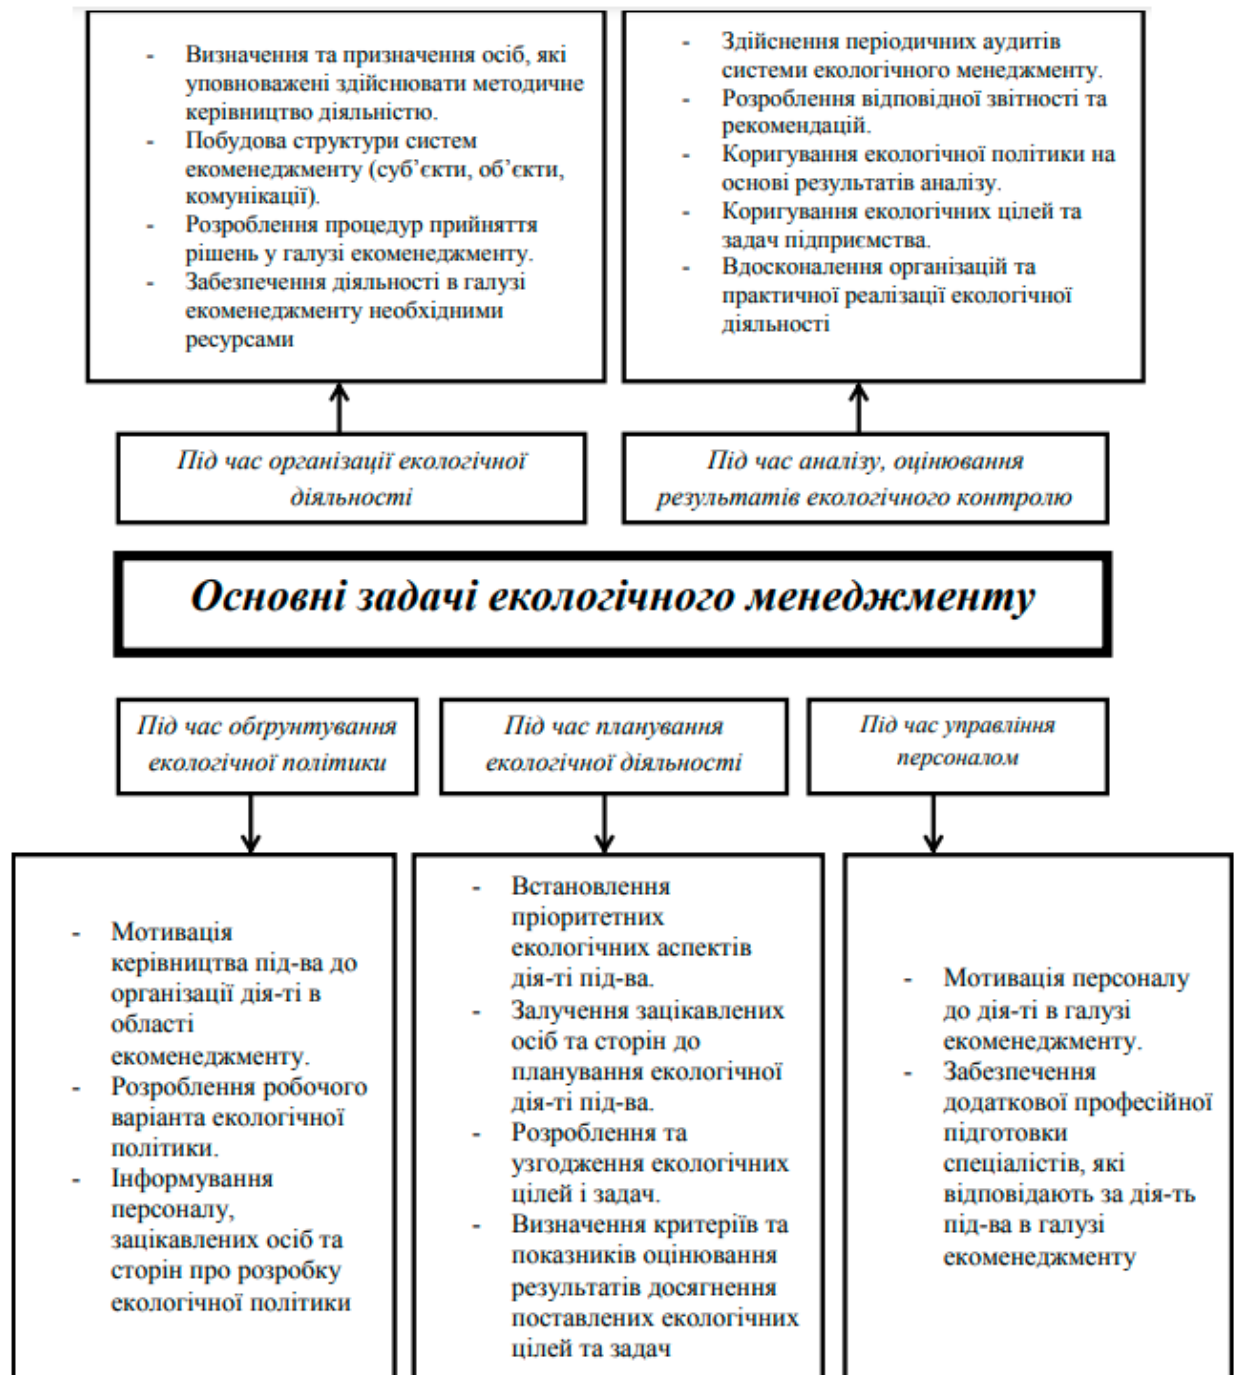 - Визначення та призначення осіб, які
уповноважені здійснювати методичне
керівництво діяльністю.
- Побудова структури систем
екоменеджменту (суб’єкти, об’єкти,
комунікації).
- Розроблення процедур прийняття
рішень у галузі екоменеджменту.
- Забезпечення діяльності в галузі
екоменеджменту необхідними
ресурсами
- Здійснення періодичних аудитів
системи екологічного менеджменту.
- Розроблення відповідної звітності та
рекомендацій.
- Коригування екологічної політики на
основі результатів аналізу.
- Коригування екологічних цілей та
задач підприємства.
- Вдосконалення організацій та
практичної реалізації екологічної
діяльності
Під час організації екологічної
діяльності
Під час аналізу, оцінювання
результатів екологічного контролю
Основні задачі екологічного менеджменту
Під час обґрунтування
екологічної політики
Під час планування
екологічної діяльності
Під час управління
персоналом
- Мотивація
керівництва під-ва до
організації дія-ті в
області
екоменеджменту.
- Розроблення робочого
варіанта екологічної
політики.
- Інформування
персоналу,
зацікавлених осіб та
сторін про розробку
екологічної політики
- Встановлення
пріоритетних
екологічних аспектів
дія-ті під-ва.
- Залучення зацікавлених
осіб та сторін до
планування екологічної
дія-ті під-ва.
- Розроблення та
узгодження екологічних
цілей і задач.
- Визначення критеріїв та
показників оцінювання
результатів досягнення
поставлених екологічних
цілей та задач
- Мотивація персоналу
до дія-ті в галузі
екоменеджменту.
- Забезпечення
додаткової професійної
підготовки
спеціалістів, які
відповідають за дія-ть
під-ва в галузі
екоменеджменту